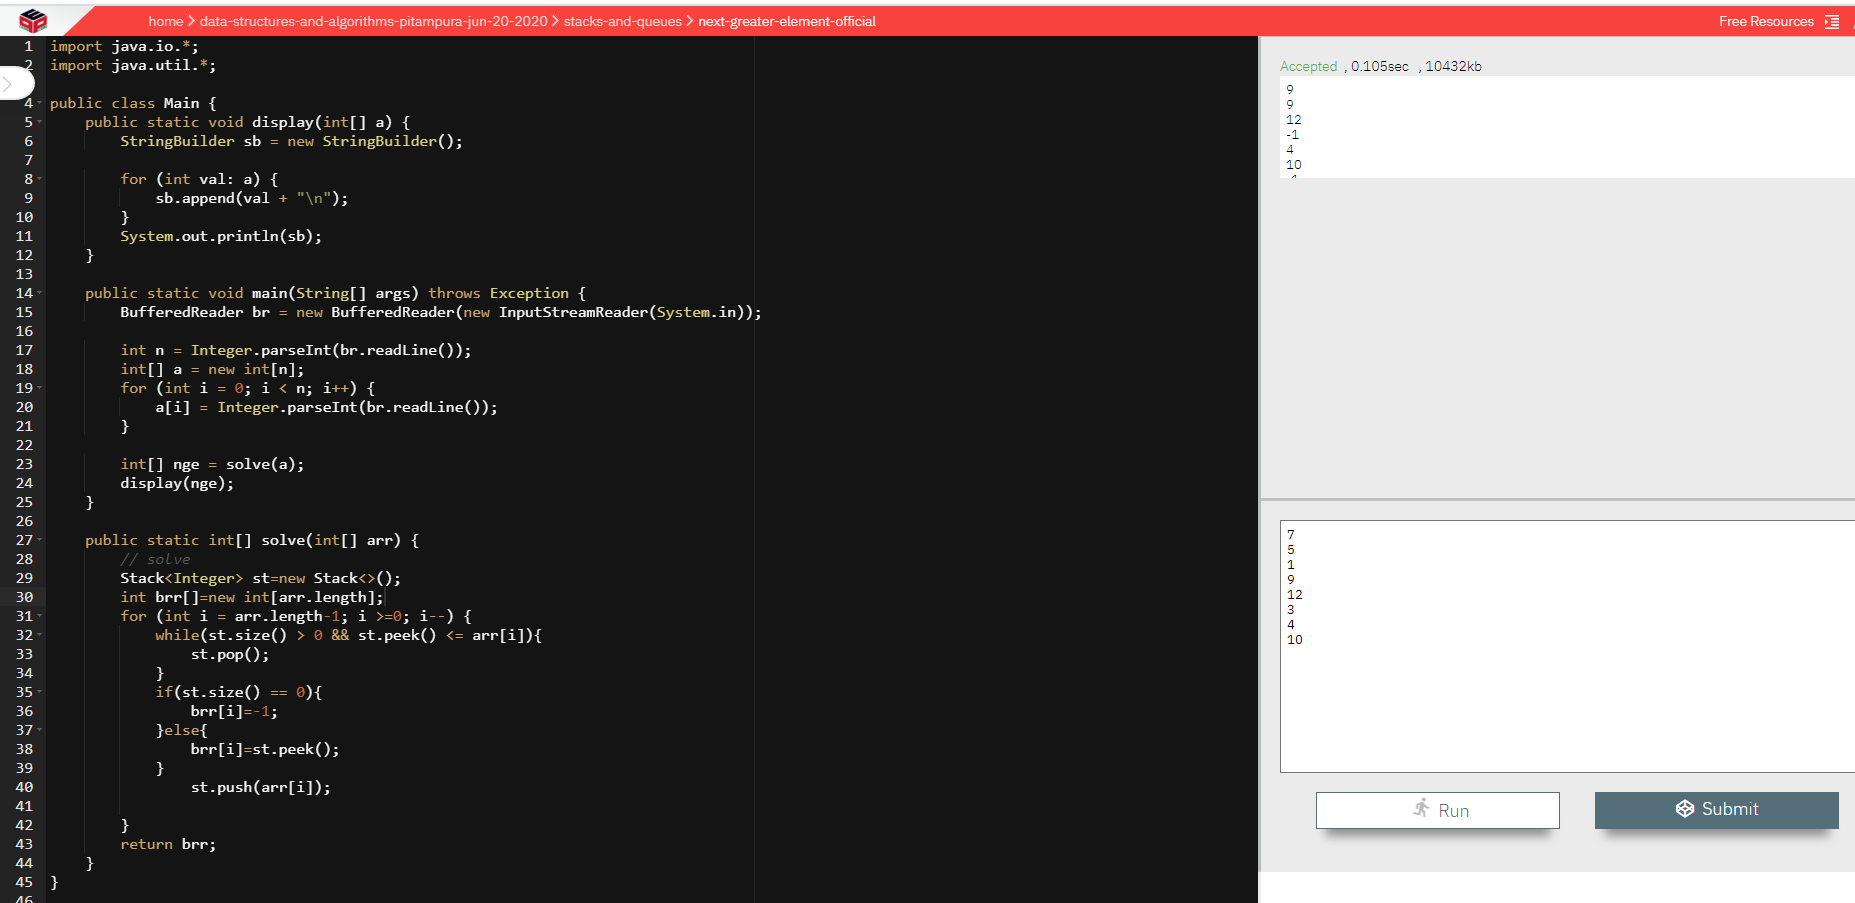 home > data-structures-and-algorithms-pitampura-jun-20-2020 > stacks-and-queues > next-greater-element-official
Free Resources
1 import java.io.*;
2 import java.util.*;
4 public class Main {
5     public static void display(int[] a) {
6         StringBuilder sb = new StringBuilder();
7
8         for (int val: a) {
9             sb.append(val + "\n");
10         }
11         System.out.println(sb);
12     }
13
14     public static void main(String[] args) throws Exception {
15         BufferedReader br = new BufferedReader(new InputStreamReader(System.in));
16
17         int n = Integer.parseInt(br.readLine());
18         int[] a = new int[n];
19         for (int i = 0; i < n; i++) {
20             a[i] = Integer.parseInt(br.readLine());
21         }
22
23         int[] nge = solve(a);
24         display(nge);
25     }
26
27     public static int[] solve(int[] arr) {
28         // solve
29         Stack<Integer> st=new Stack<>();
30         int brr[]=new int[arr.length];
31         for (int i = arr.length-1; i >=0; i--) {
32             while(st.size() > 0 && st.peek() <= arr[i]){
33                 st.pop();
34             }
35             if(st.size() == 0){
36                 brr[i]=-1;
37             }else{
38                 brr[i]=st.peek();
39             }
40                 st.push(arr[i]);
41
42         }
43         return brr;
44     }
45 }
46
Accepted , 0.105sec , 10432kb
9
9
12
-1
4
10
7
5
1
9
12
3
4
10
Run
Submit